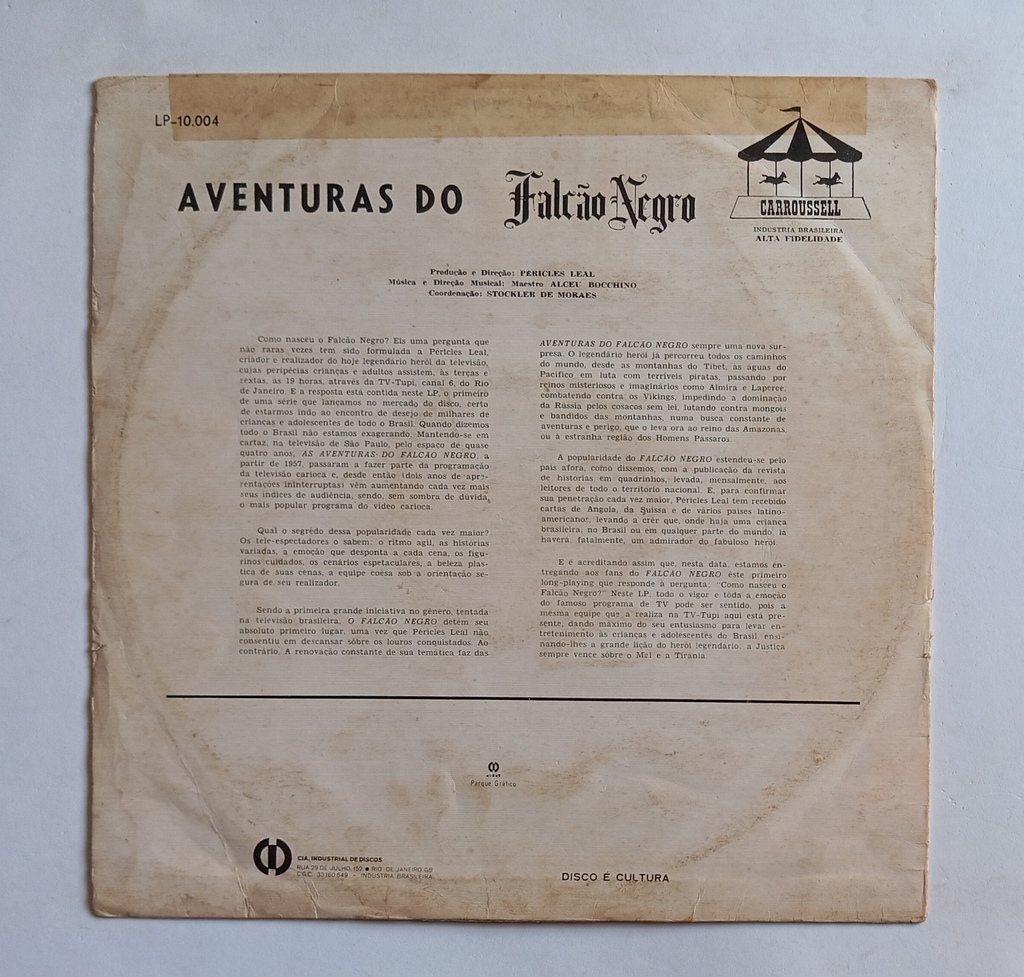 LP-10.004
AVENTURAS DO Falcão Negro
CARROUSSELL
INDÚSTRIA BRASILEIRA
ALTA FIDELIDADE
Produção e Direção: PÉRICLES LEAL
Música e Direção Musical: Maestro ALCEU BOCCHINO
Coordenação: STOCKLER DE MORAES
Como nasceu o Falcão Negro? Eis uma pergunta que
não raras vezes tem sido formulada a Péricles Leal,
criador e realizador do hoje legendário herói da televisão,
cujas peripécias crianças e adultos assistem, às terças e
sextas, às 19 horas, através da TV-Tupi, canal 6, do Rio
de Janeiro. E a resposta está contida neste LP, o primeiro
de uma série que lançamos no mercado do disco, certo
de estarmos indo ao encontro de desejo de milhares de
crianças e adolescentes de todo o Brasil. Quando dizemos
todo o Brasil não estamos exagerando. Mantendo-se em
cartaz, na televisão de São Paulo, pelo espaço de quase
quatro anos, AS AVENTURAS DO FALCÃO NEGRO, a
partir de 1957, passaram a fazer parte da programação
da televisão carioca e, desde então (dois anos de apre-
sentações ininterruptas) vêm aumentando cada vez mais
seus índices de audiência, sendo, sem sombra de dúvida,
o mais popular programa do vídeo carioca.
Qual o segrêdo dessa popularidade cada vez maior?
Os tele-espectadores o sabem: o ritmo agil, as histórias
variadas, a emoção que desponta a cada cena, os figu-
rinos cuidados, os cenários espetaculares, a beleza plas-
tica de suas cenas, a equipe coêsa sob a orientação se-
gura de seu realizador.
Sendo a primeira grande iniciativa no gênero, tentada
na televisão brasileira, O FALCÃO NEGRO detém seu
absoluto primeiro lugar, uma vez que Péricles Leal não
consentiu em descansar sôbre os louros conquistados. Ao
contrário. A renovação constante de sua temática faz das
AVENTURAS DO FALCÃO NEGRO sempre uma nova sur-
prêsa. O legendário herói já percorreu todos os caminhos
do mundo, desde as montanhas do Tibet, às águas do
Pacífico em luta com terríveis piratas, passando por
reinos misteriosos e imaginários como Almira e Laperce,
combatendo contra os Vikings, impedindo a dominação
da Rússia pelos cosacos sem lei, lutando contra mongois
e bandidos das montanhas, numa busca constante de
aventuras e perigo, que o leva ora ao reino das Amazonas,
ou à estranha região dos Homens Pássaros.
A popularidade do FALCÃO NEGRO estendeu-se pelo
país afora, como dissemos, com a publicação da revista
de histórias em quadrinhos, levada, mensalmente, aos
leitores de todo o território nacional. E, para confirmar
sua penetração cada vez maior, Péricles Leal tem recebido
cartas de Angola, da Suissa e de vários paises latino-
americanos, levando a crêr que, onde haja uma criança
brasileira, no Brasil ou em qualquer parte do mundo, lá
haverá, fatalmente, um admirador do fabuloso herói.
E é acreditando assim que, nesta data, estamos en-
tregando aos fans do FALCÃO NEGRO êste primeiro
long-playing que responde à pergunta: "Como nasceu o
Falcão Negro?" Neste LP, todo o vigor e tôda a emoção
do famoso programa de TV pode ser sentido, pois a
mesma equipe que a realiza na TV-Tupi aqui está pre-
sente, dando máximo do seu entusiasmo para levar en-
tretenimento às crianças e adolescentes do Brasil, ensi-
nando-lhes a grande lição do herói legendário: a Justiça
sempre vence sôbre o Mal e a Tirania.
Parque Gráfico
CIA. INDUSTRIAL DE DISCOS
RUA 29 DE JULHO, 152 ● RIO DE JANEIRO GB
C.G.C. 33.160.649 - INDÚSTRIA BRASILEIRA
DISCO É CULTURA